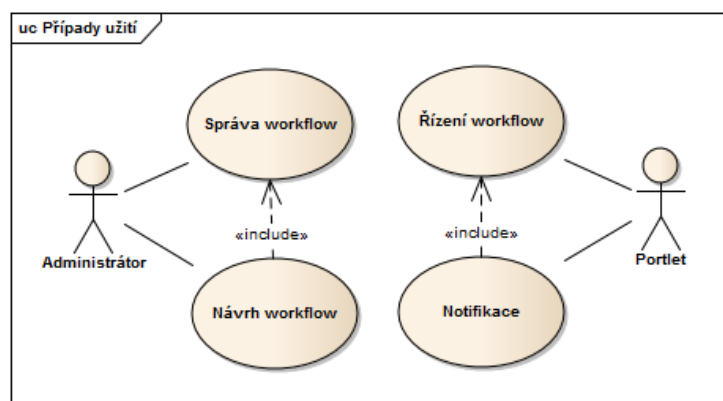 uc Případy užití
Správa workflow
Řízení workflow
«include»
«include»
Administrátor
Portlet
Návrh workflow
Notifikace